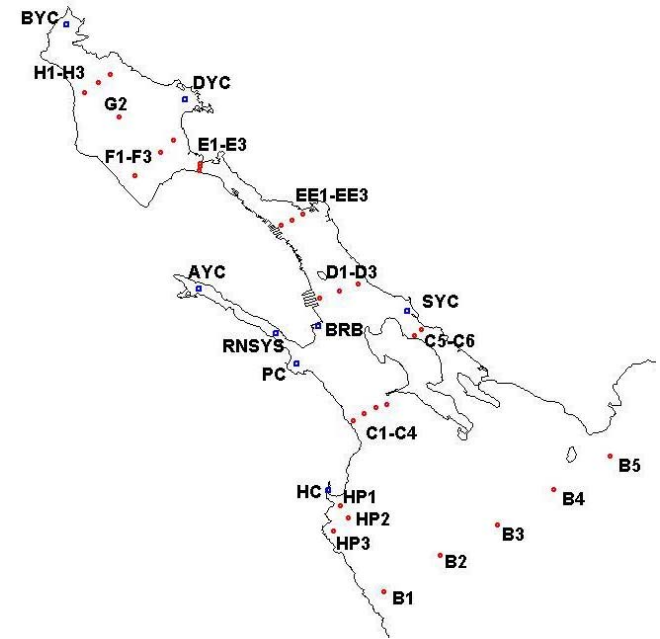 BYC
H1-H3
DYC
G2
E1-E3
F1-F3
EE1-EE3
AYC
D1-D3
SYC
BRB
RNSYS
C5-C6
PC
C1-C4
B5
HC
B4
HP1
HP2
B3
HP3
B2
B1